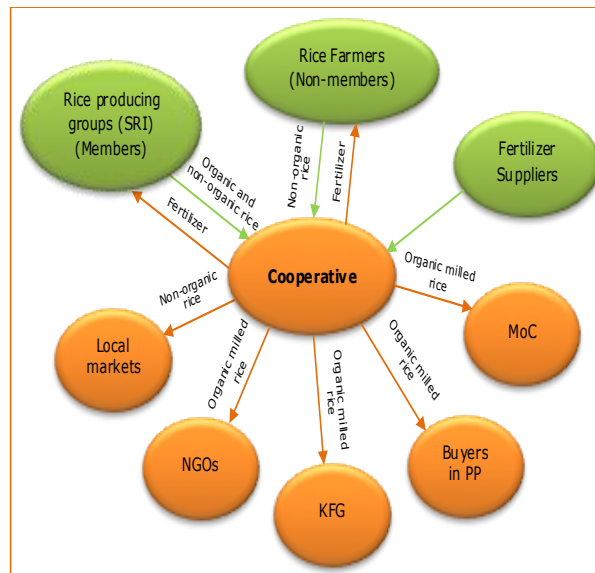 Rice Farmers
(Non-members)
Rice producing
groups (SRI)
(Members)
Fertilizer
Suppliers
Organic and
non-organic rice
Fertilizer
Non-organic
rice
Fertilizer
Cooperative
Organic milled
rice
Non-organic
rice
MoC
Local
markets
Organic milled
rice
Organic milled
rice
Organic milled
rice
NGOs
KFG
Buyers
in PP